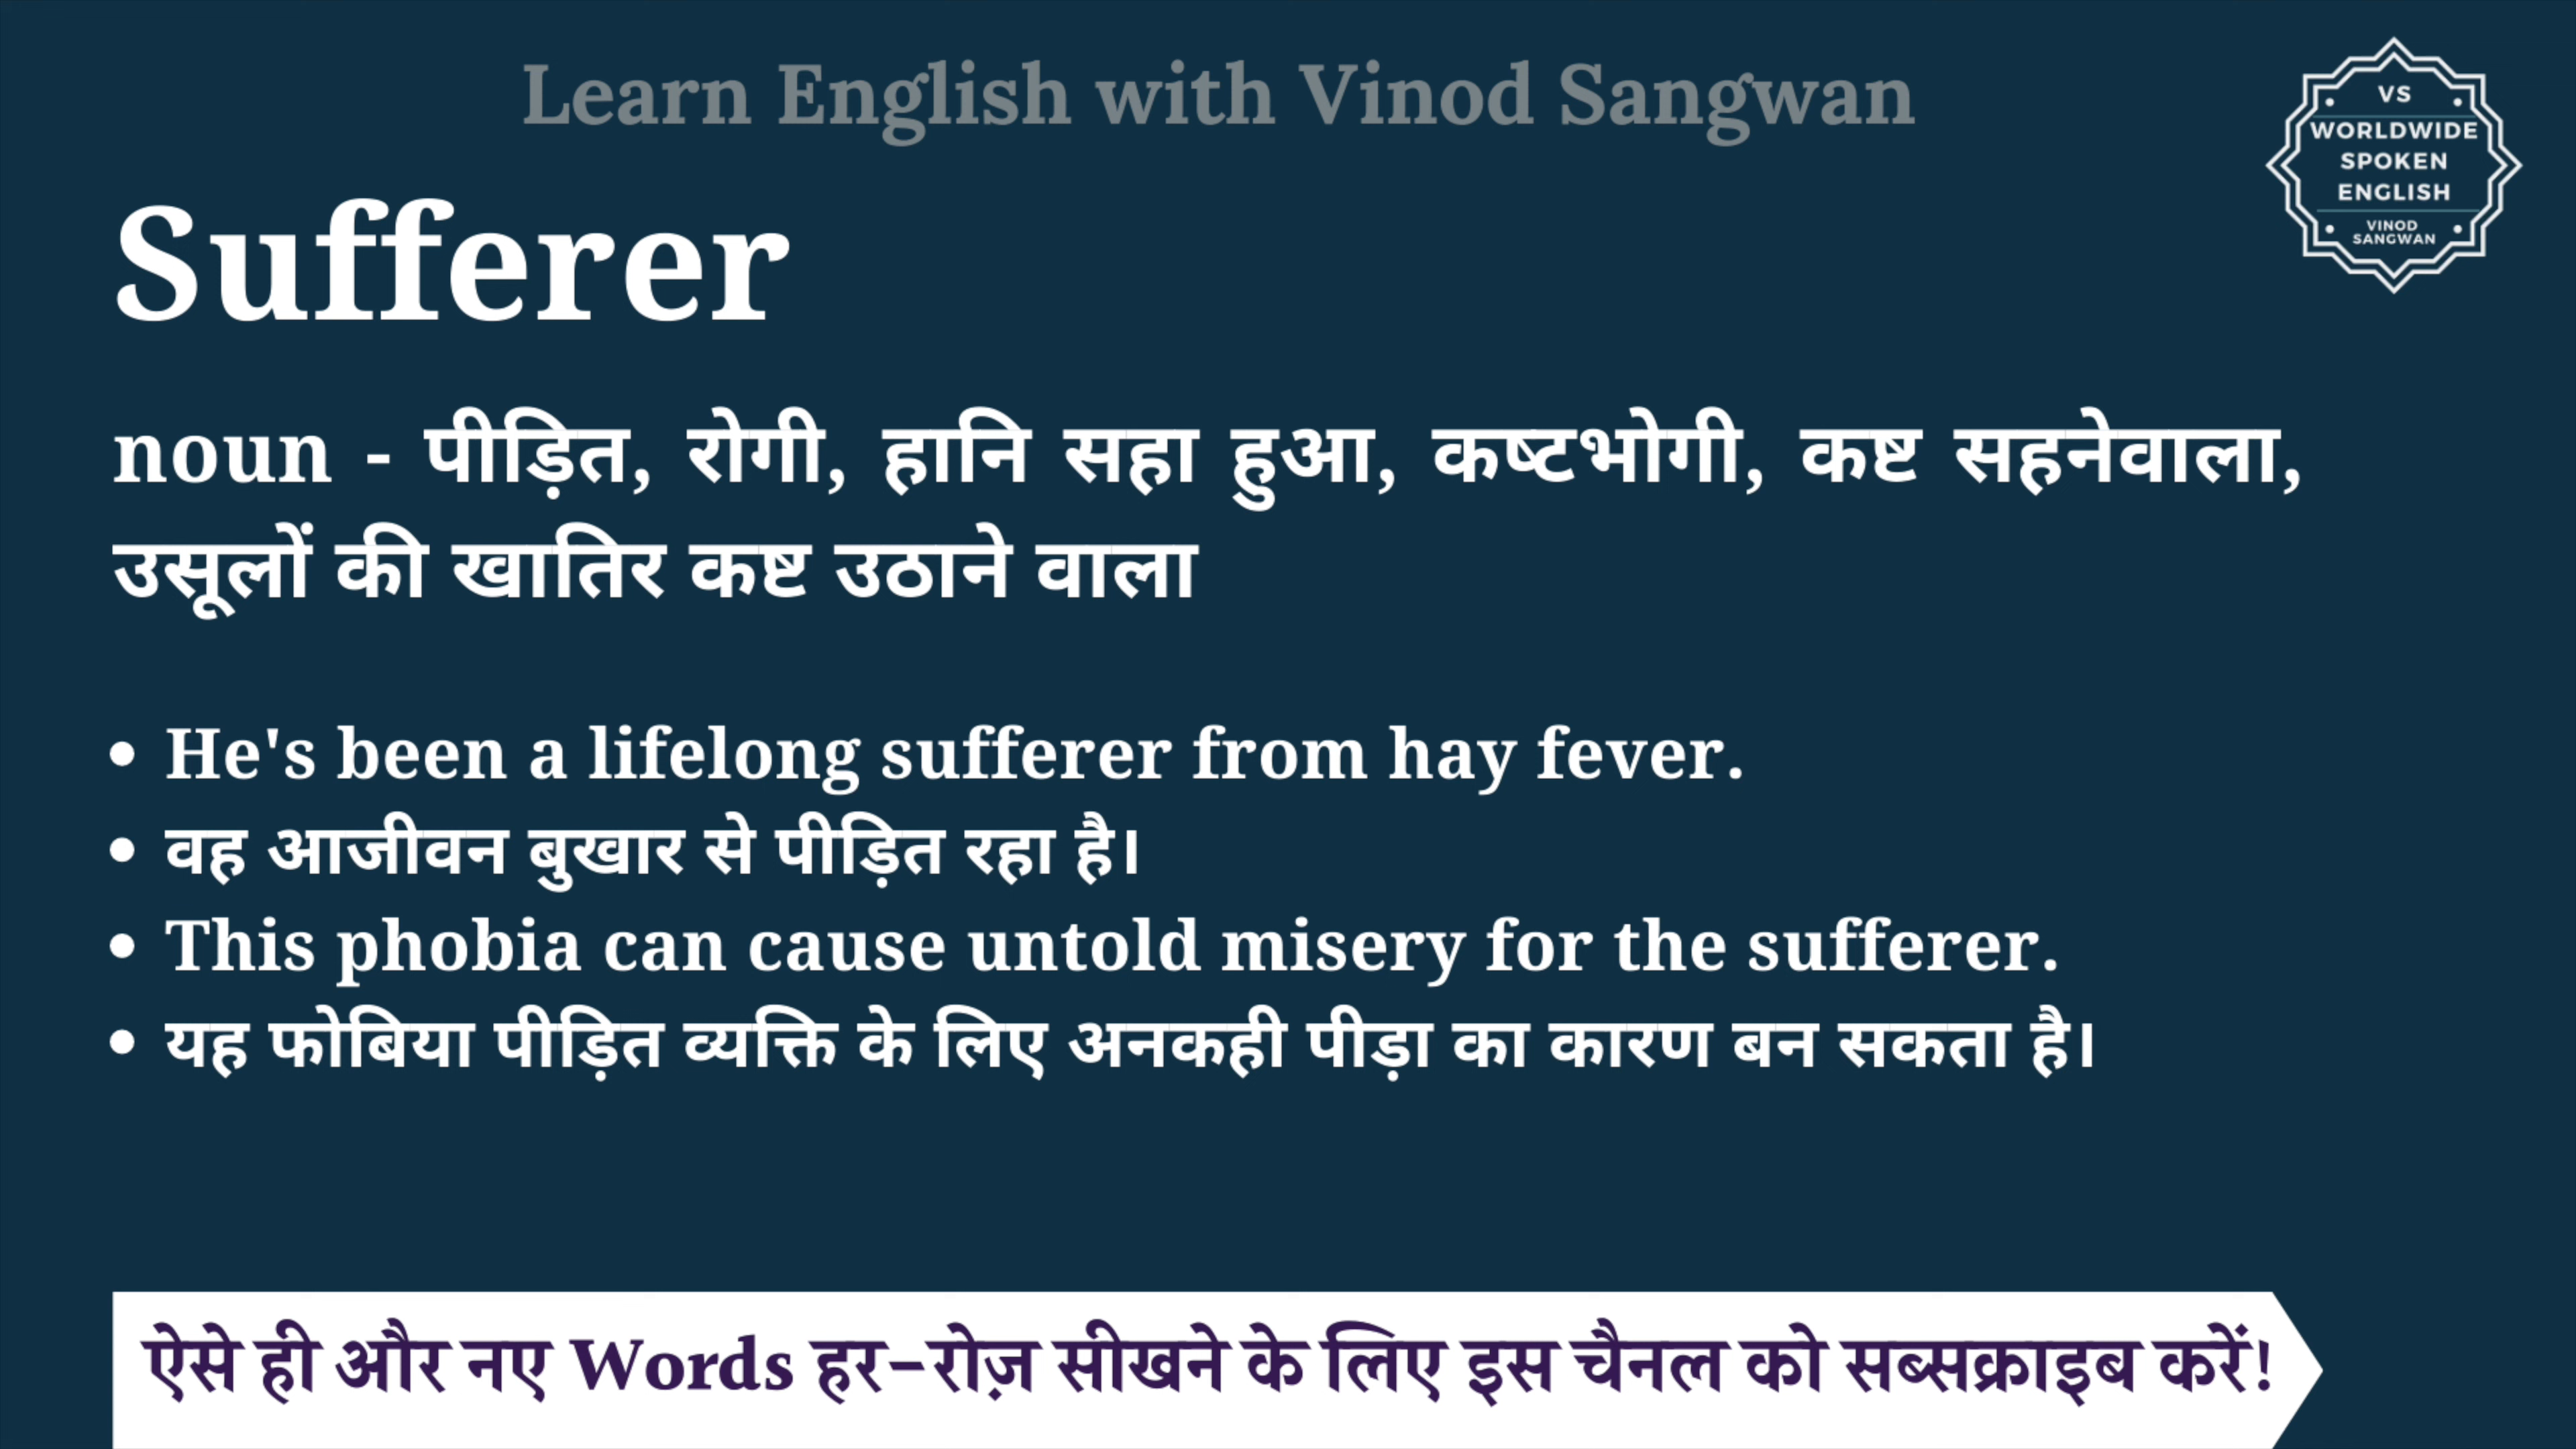 Learn English with Vinod Sangwan
VS
WORLDWIDE
SPOKEN
ENGLISH
VINOD
SANGWAN
Sufferer
noun - पीड़ित, रोगी, हानि सहा हुआ, कष्टभोगी, कष्ट सहनेवाला,
उसूलों की खातिर कष्ट उठाने वाला
• He's been a lifelong sufferer from hay fever.
• वह आजीवन बुखार से पीड़ित रहा है।
• This phobia can cause untold misery for the sufferer.
• यह फोबिया पीड़ित व्यक्ति के लिए अनकही पीड़ा का कारण बन सकता है।
ऐसे ही और नए Words हर-रोज़ सीखने के लिए इस चैनल को सब्सक्राइब करें!